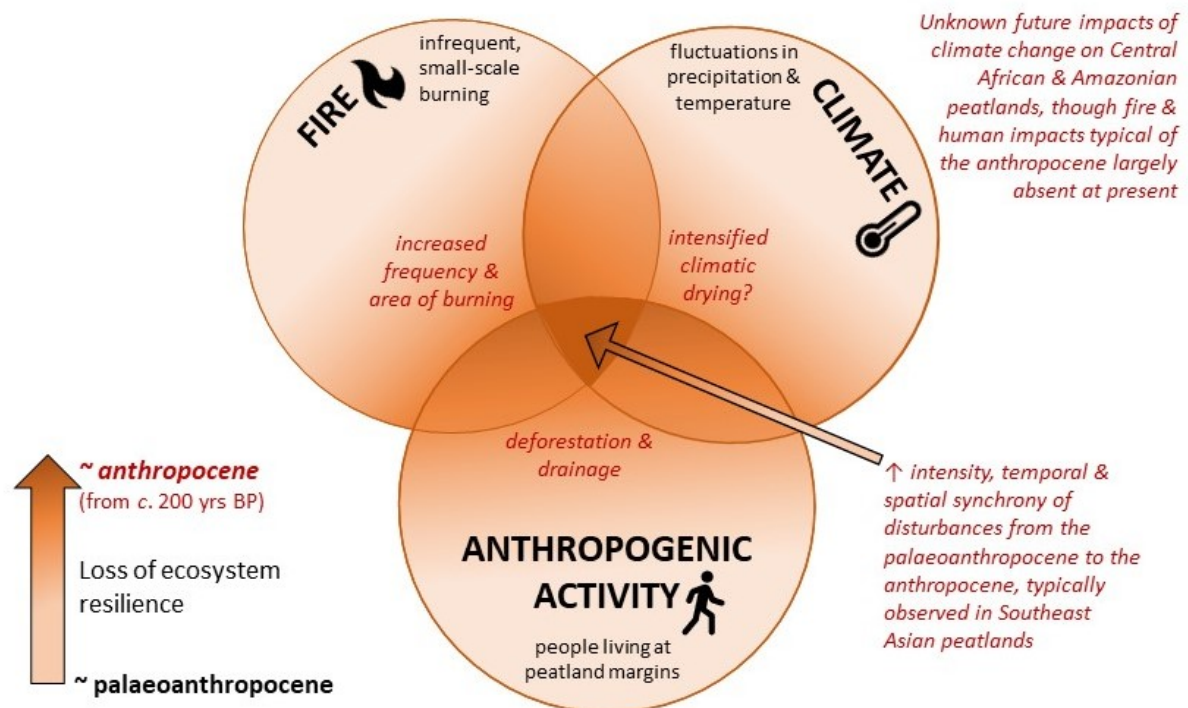 FIRE
infrequent,
small-scale
burning
fluctuations in
precipitation &
temperature
CLIMATE
Unknown future impacts of
climate change on Central
African & Amazonian
peatlands, though fire &
human impacts typical of
the anthropocene largely
absent at present
increased
frequency &
area of burning
intensified
climatic
drying?
deforestation &
drainage
~ anthropocene
(from c. 200 yrs BP)
Loss of ecosystem
resilience
~ palaeoanthropocene
ANTHROPOGENIC
ACTIVITY
people living at
peatland margins
↑ intensity, temporal &
spatial synchrony of
disturbances from the
palaeoanthropocene to the
anthropocene, typically
observed in Southeast
Asian peatlands